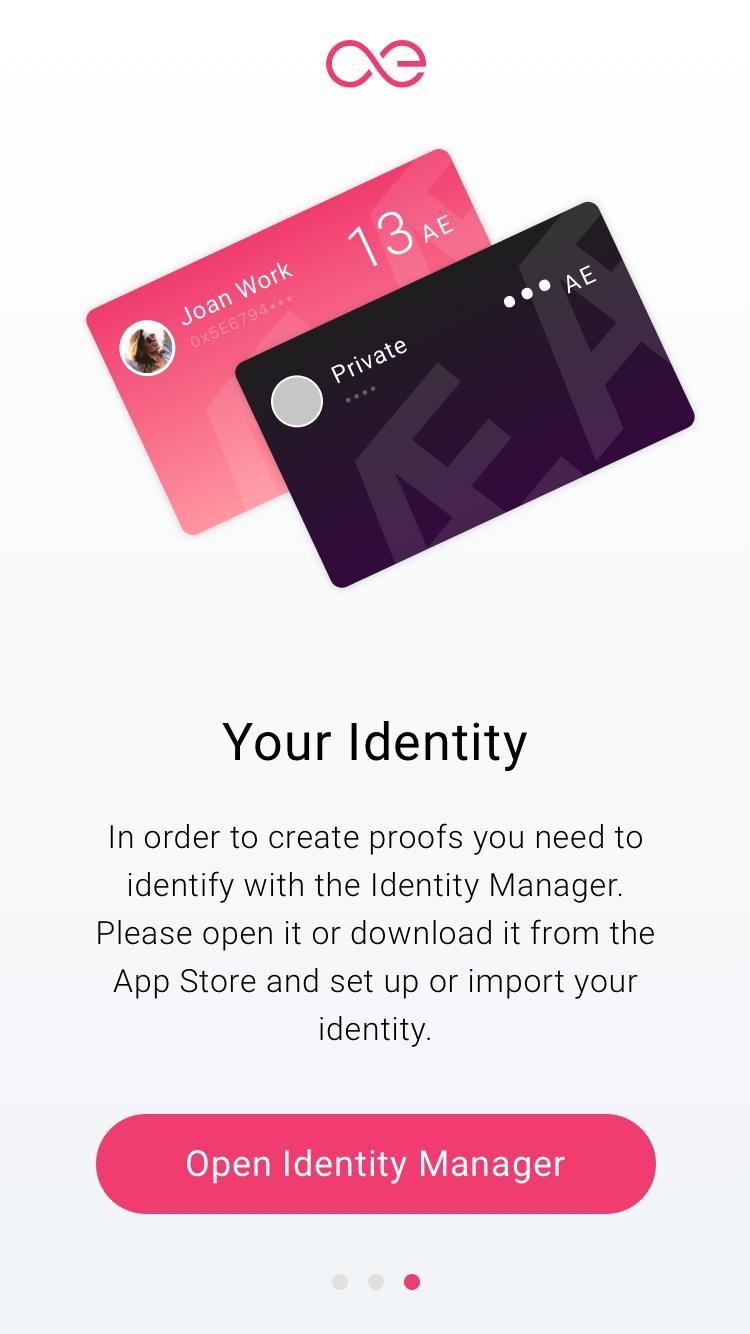 æ
13 AE
Joan Work
0x5E6794•••
••• AE
Private
••••
Æ
Your Identity
In order to create proofs you need to
identify with the Identity Manager.
Please open it or download it from the
App Store and set up or import your
identity.
Open Identity Manager